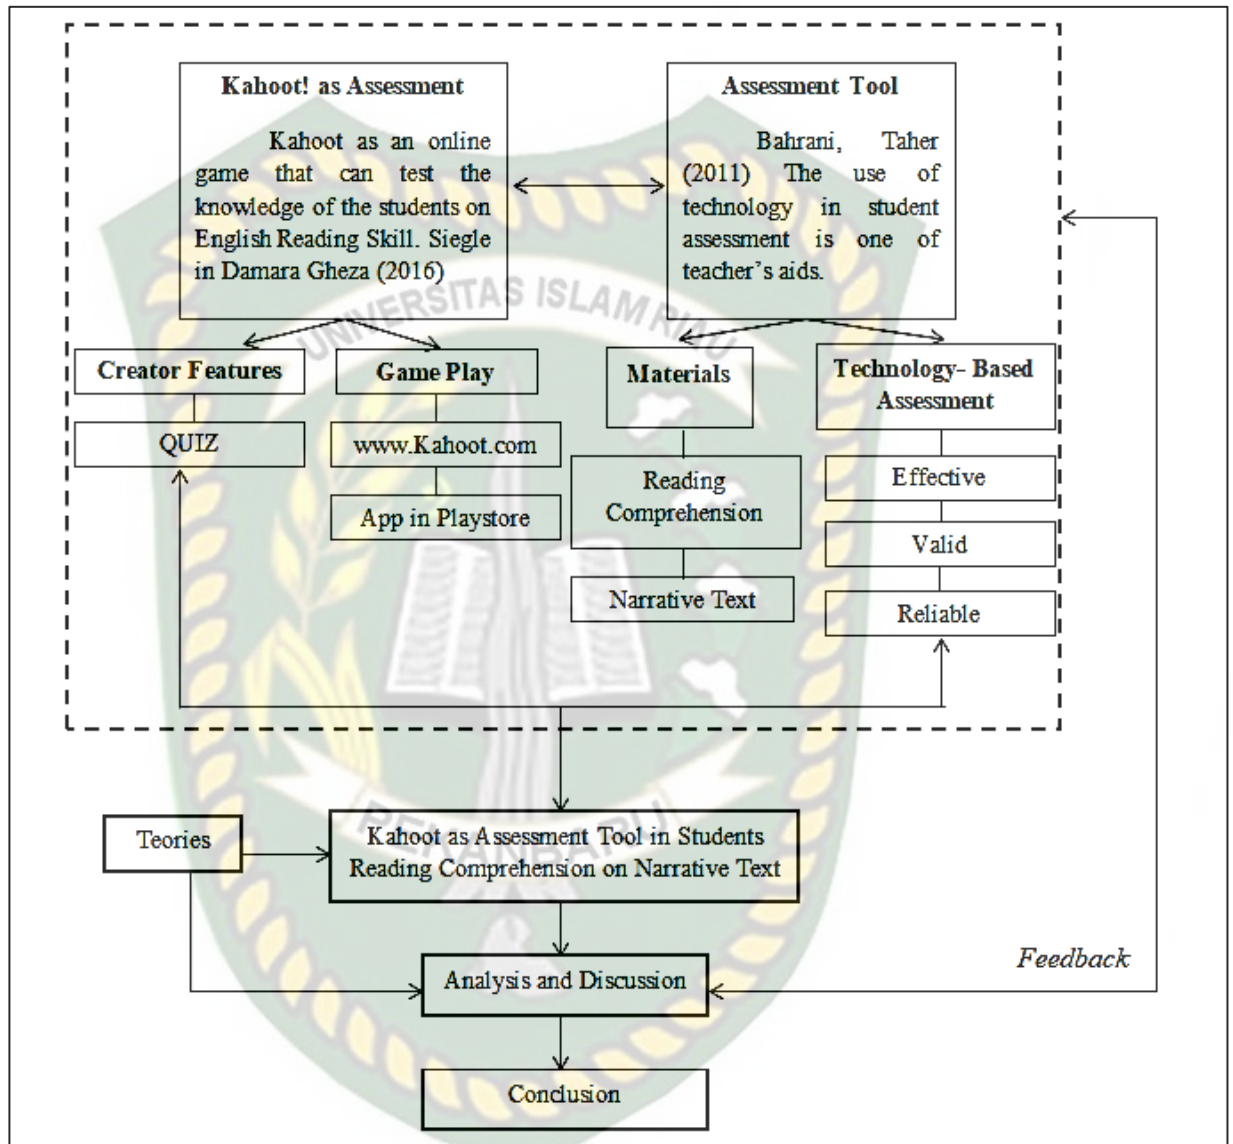 Kahoot! as Assessment
Kahoot as an online
game that can test the
knowledge of the students on
English Reading Skill. Siegle
in Damara Gheza (2016)
Assessment Tool
Bahrani, Taher
(2011) The use of
technology in student
assessment is one of
teacher's aids.
UNIVERSITAS ISLAM RIAU
Creator Features
Game Play
Materials
Technology- Based
Assessment
QUIZ
www.Kahoot.com
App in Playstore
Reading
Comprehension
Narrative Text
Effective
Valid
Reliable
Teories
Kahoot as Assessment Tool in Students
Reading Comprehension on Narrative Text
PEKANBARU
Analysis and Discussion
Feedback
Conclusion